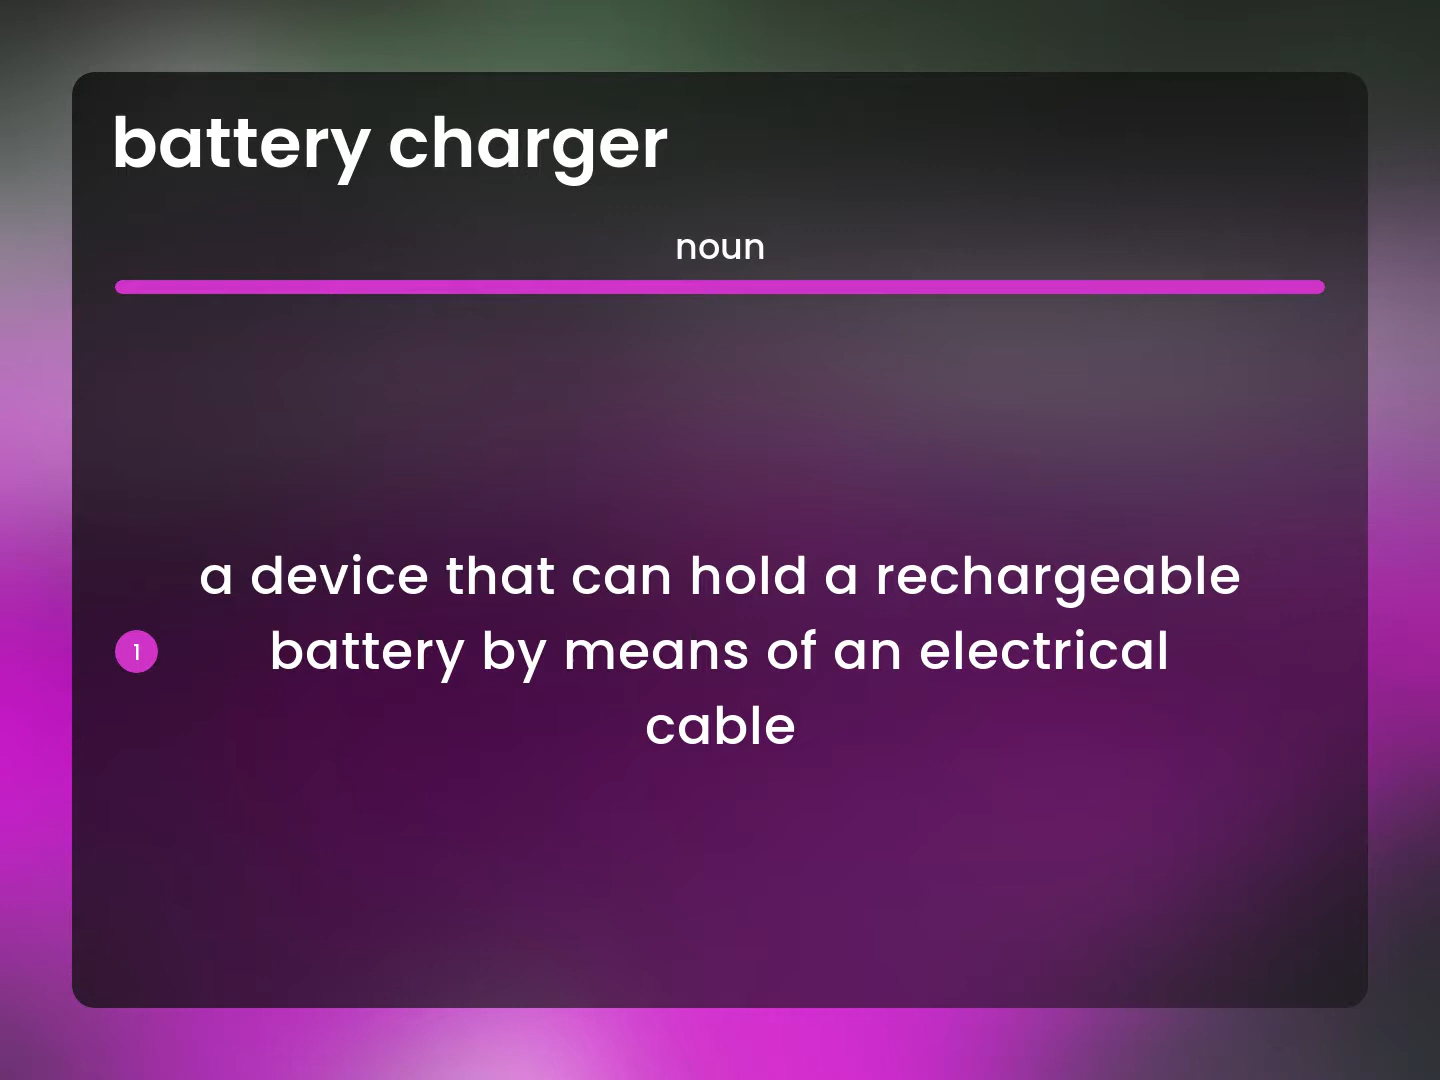 battery charger
noun
1
a device that can hold a rechargeable
battery by means of an electrical
cable